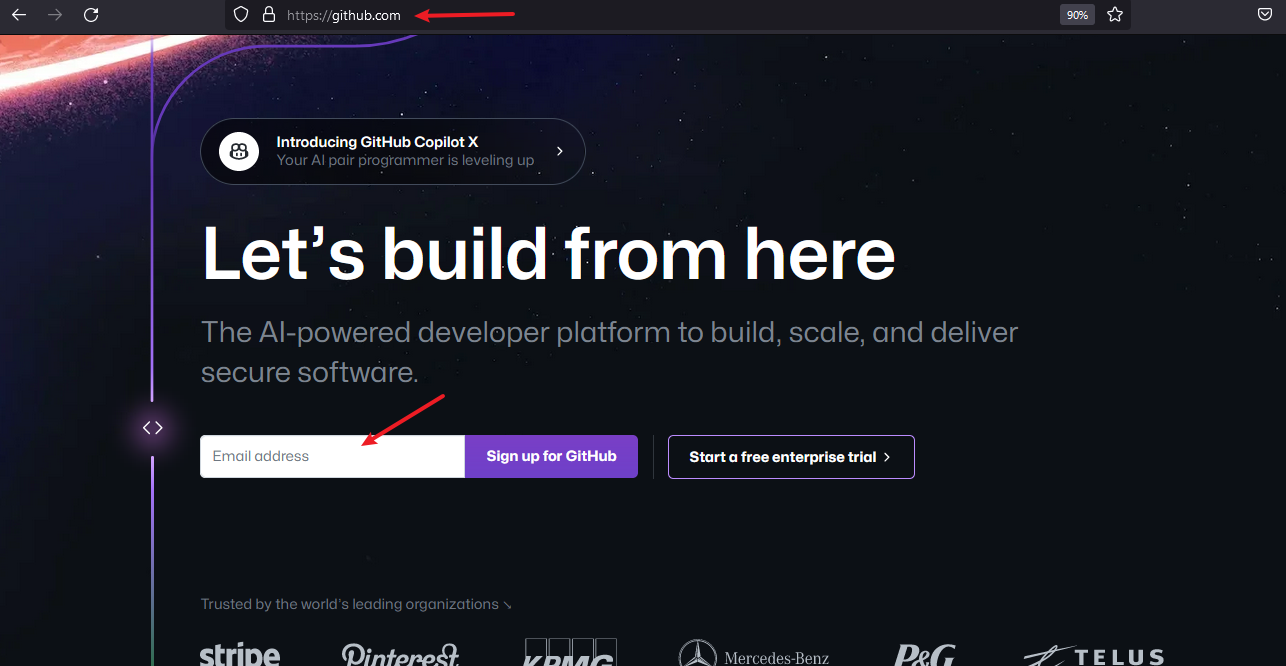 https://github.com
90%
Introducing GitHub Copilot X
Your AI pair programmer is leveling up
Let's build from here
The AI-powered developer platform to build, scale, and deliver
secure software.
Email address
Sign up for GitHub
Start a free enterprise trial
Trusted by the world's leading organizations
stripe
Pinterest
KPMG
Mercedes-Benz
P&G
TELUS